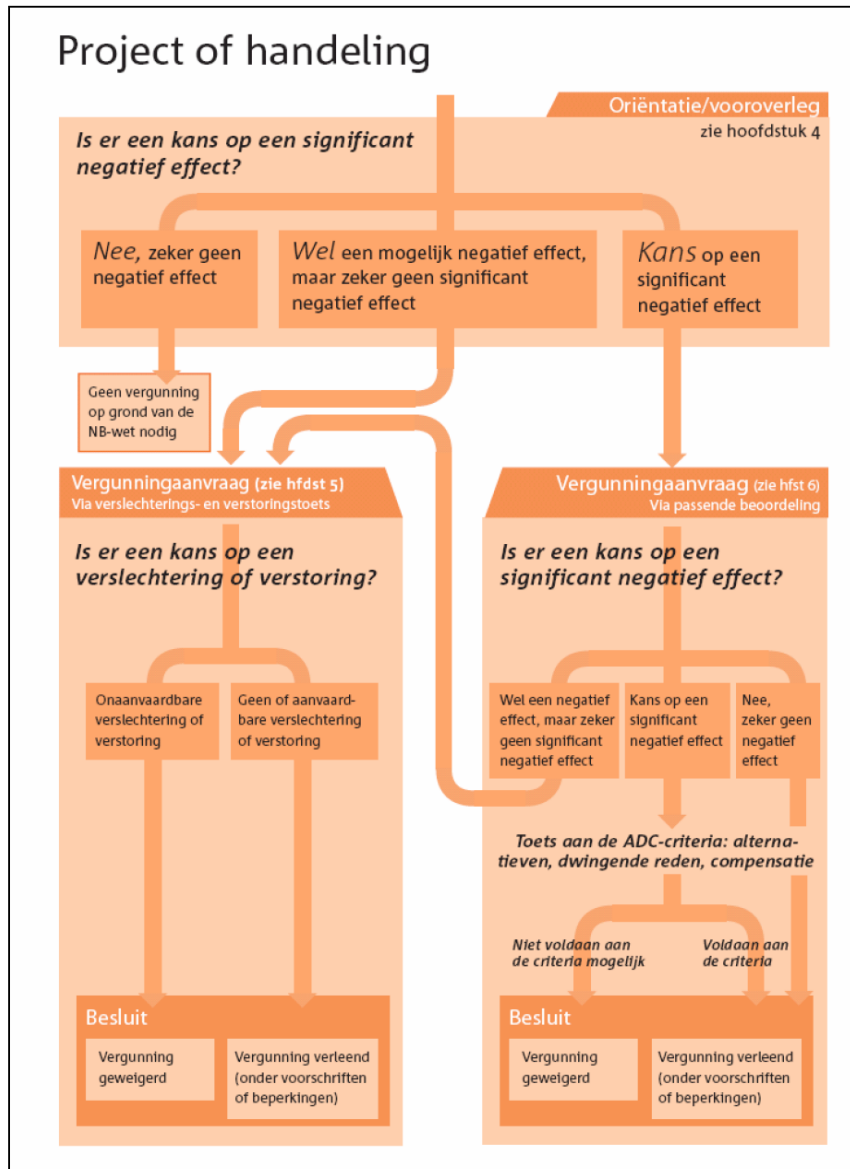 Project of handeling
Oriëntatie/vooroverleg
zie hoofdstuk 4
Is er een kans op een significant
negatief effect?
Nee, zeker geen
negatief effect
Wel een mogelijk negatief effect,
maar zeker geen significant
negatief effect
Kans op een
significant
negatief effect
Geen vergunning
op grond van de
NB-wet nodig
Vergunningaanvraag (zie hfdst 5)
Via verslechterings- en verstoringstoets
Is er een kans op een
verslechtering of verstoring?
Onaanvaardbare
verslechtering of
verstoring
Geen of aanvaard-
bare verslechtering
of verstoring
Besluit
Vergunning
geweigerd
Vergunning verleend
(onder voorschriften
of beperkingen)
Vergunningaanvraag (zie hfst 6)
Via passende beoordeling
Is er een kans op een
significant negatief effect?
Wel een negatief
effect, maar zeker
geen significant
negatief effect
Kans op een
significant
negatief effect
Nee,
zeker geen
negatief
effect
Toets aan de ADC-criteria: alterna-
tieven, dwingende reden, compensatie
Niet voldaan aan
de criteria mogelijk
Voldaan aan
de criteria
Besluit
Vergunning
geweigerd
Vergunning verleend
(onder voorschriften
of beperkingen)